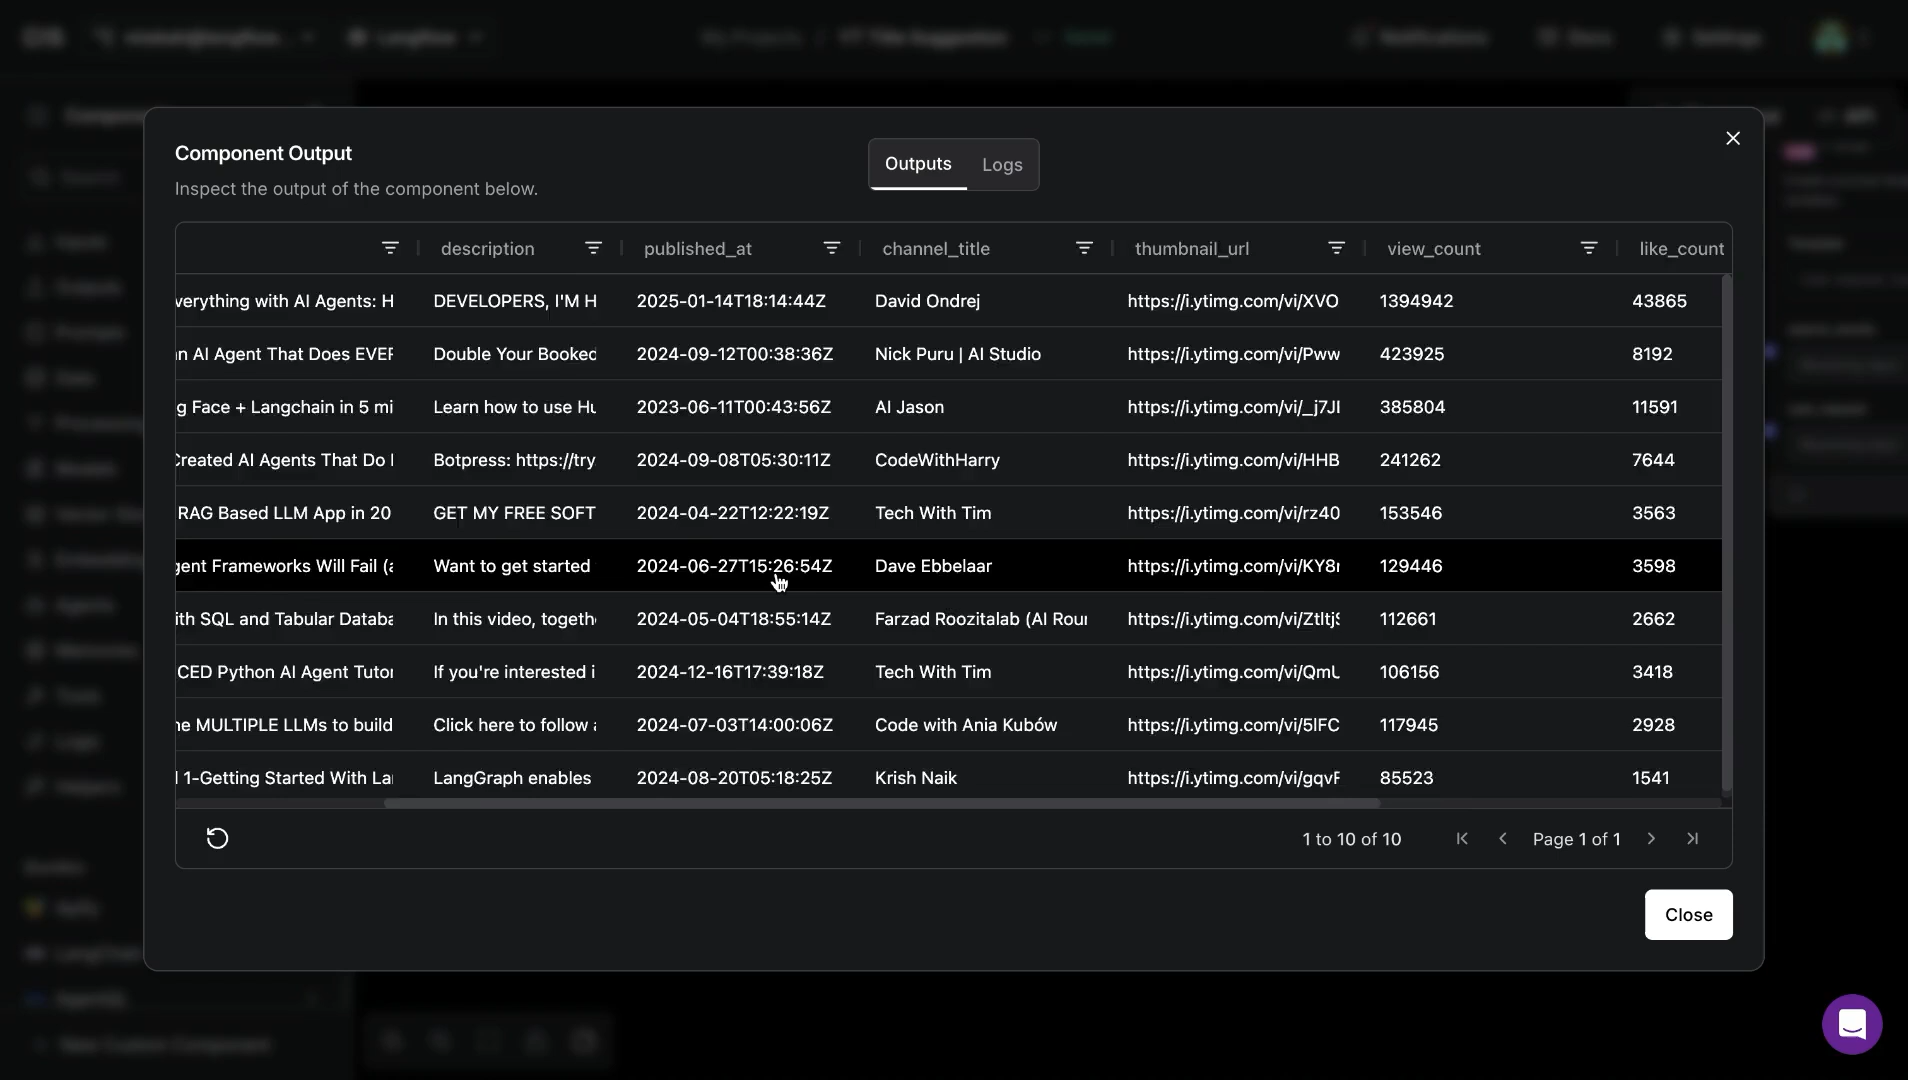 Component Output
Outputs Logs
Inspect the output of the component below.
description published_at channel_title thumbnail_url view_count like_count
verything with AI Agents: H DEVELOPERS, I'M H 2025-01-14T18:14:44Z David Ondrej https://i.ytimg.com/vi/XVO 1394942 43865
an AI Agent That Does EVER Double Your Booked 2024-09-12T00:38:36Z Nick Puru | AI Studio https://i.ytimg.com/vi/Pww 423925 8192
g Face + Langchain in 5 mi Learn how to use Hu 2023-06-11T00:43:56Z AI Jason https://i.ytimg.com/vi/_j7JI 385804 11591
Created AI Agents That Do Botpress: https://try. 2024-09-08T05:30:11Z CodeWithHarry https://i.ytimg.com/vi/HHB 241262 7644
RAG Based LLM App in 20 GET MY FREE SOFT 2024-04-22T12:22:19Z Tech With Tim https://i.ytimg.com/vi/rz40 153546 3563
gent Frameworks Will Fail (a Want to get started 2024-06-27T15:26:54Z Dave Ebbelaar https://i.ytimg.com/vi/KY8r 129446 3598
ith SQL and Tabular Databa In this video, togethe 2024-05-04T18:55:14Z Farzad Roozitalab (AI Rour https://i.ytimg.com/vi/ZtltjS 112661 2662
CED Python AI Agent Tutor If you're interested i 2024-12-16T17:39:18Z Tech With Tim https://i.ytimg.com/vi/QmL 106156 3418
ne MULTIPLE LLMs to build Click here to follow a 2024-07-03T14:00:06Z Code with Ania Kubów https://i.ytimg.com/vi/5IFC 117945 2928
1-Getting Started With Lan LangGraph enables 2024-08-20T05:18:25Z Krish Naik https://i.ytimg.com/vi/gqvF 85523 1541
1 to 10 of 10 Page 1 of 1
Close